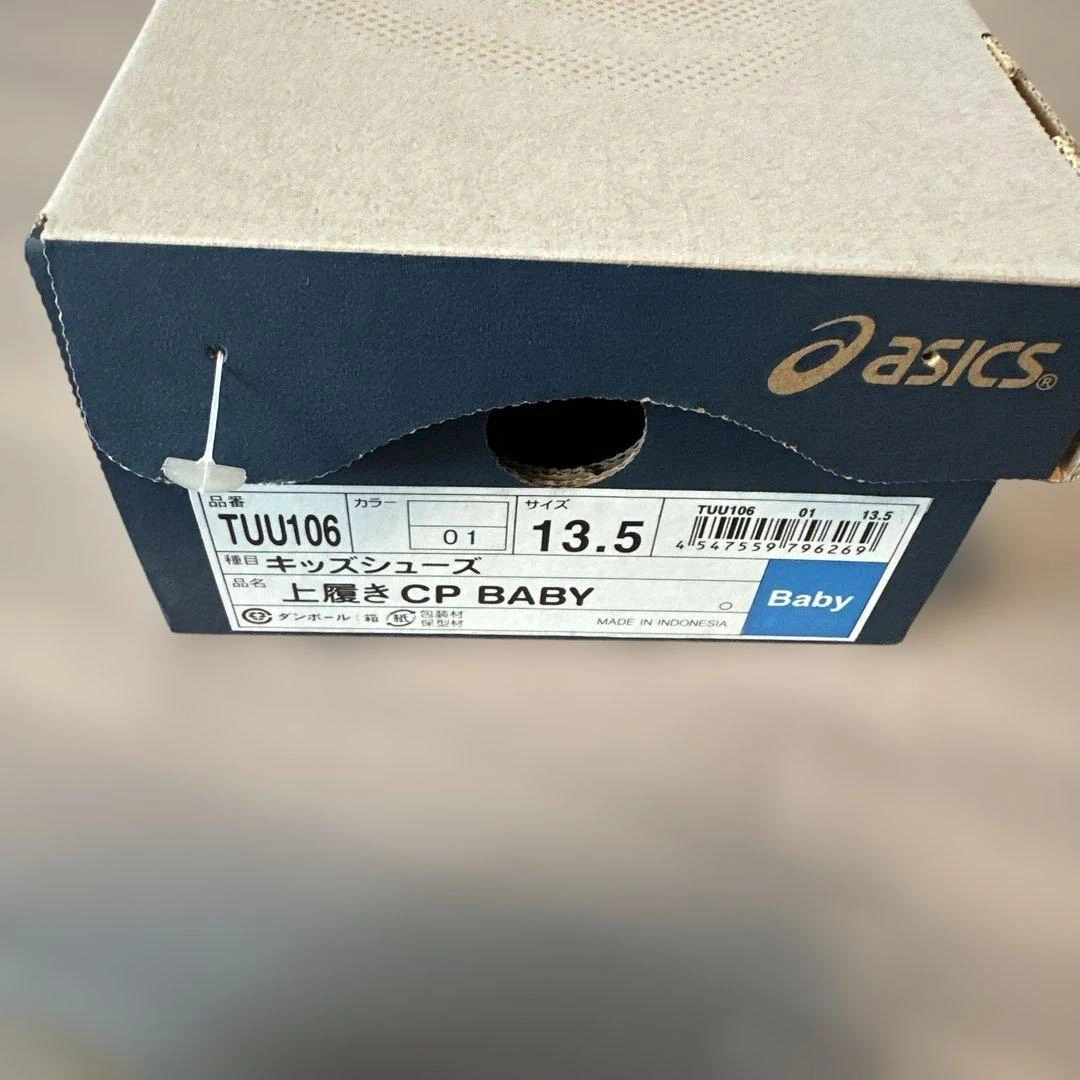 asics®
品番 カラー サイズ
TUU106 01 13.5
TUU106 01 13.5
4547559796269
種目 キッズシューズ
品名 上履きCP BABY
Baby
ダンボール:箱 紙 包装材 保型材
MADE IN INDONESIA